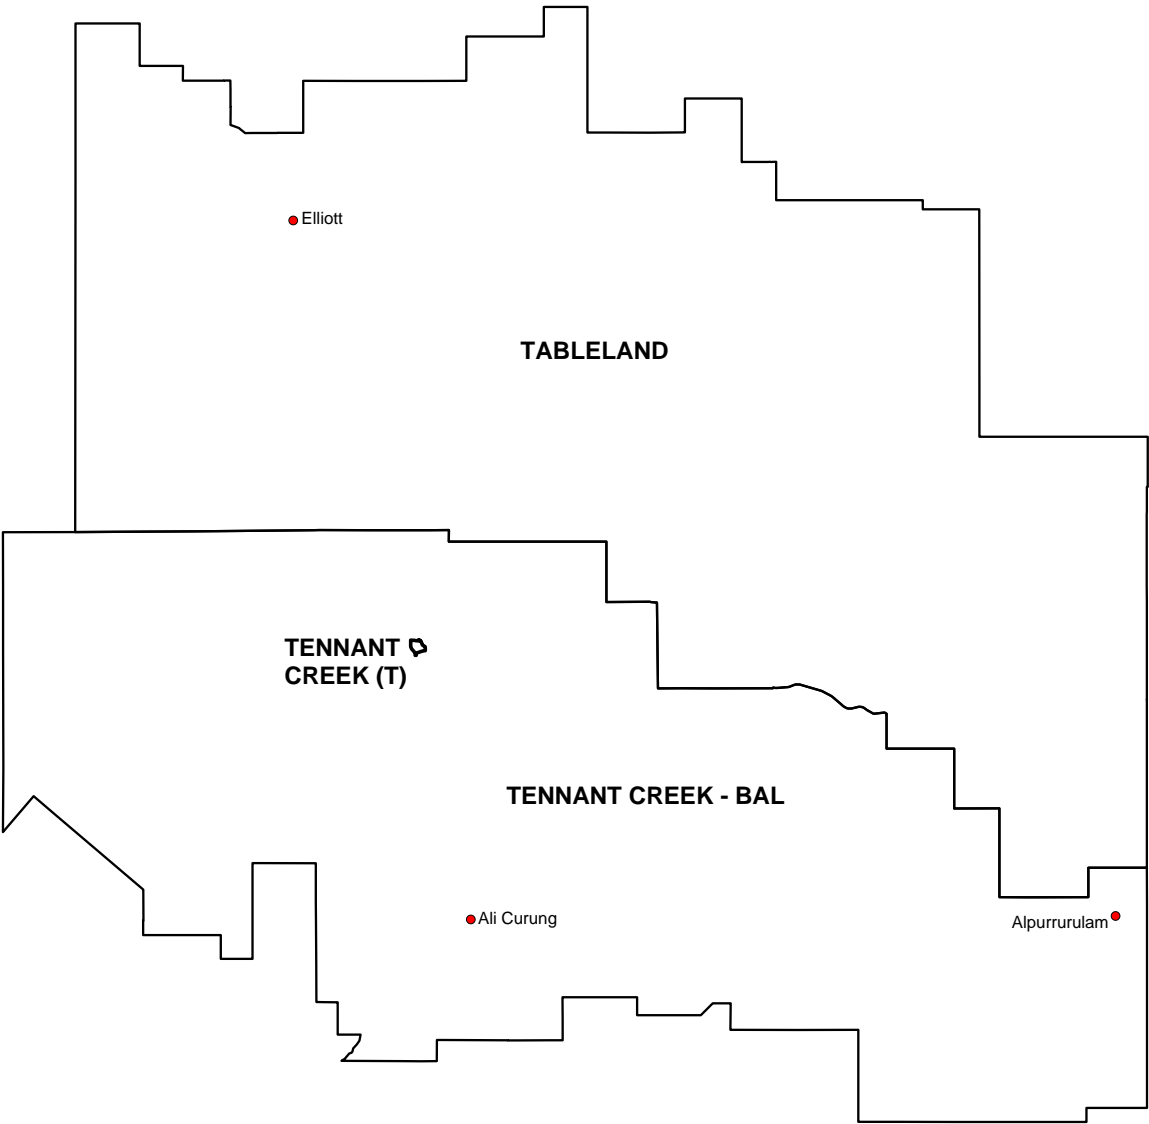 Elliott
TABLELAND
TENNANT
CREEK (T)
TENNANT CREEK - BAL
Ali Curung
Alpurrurulam